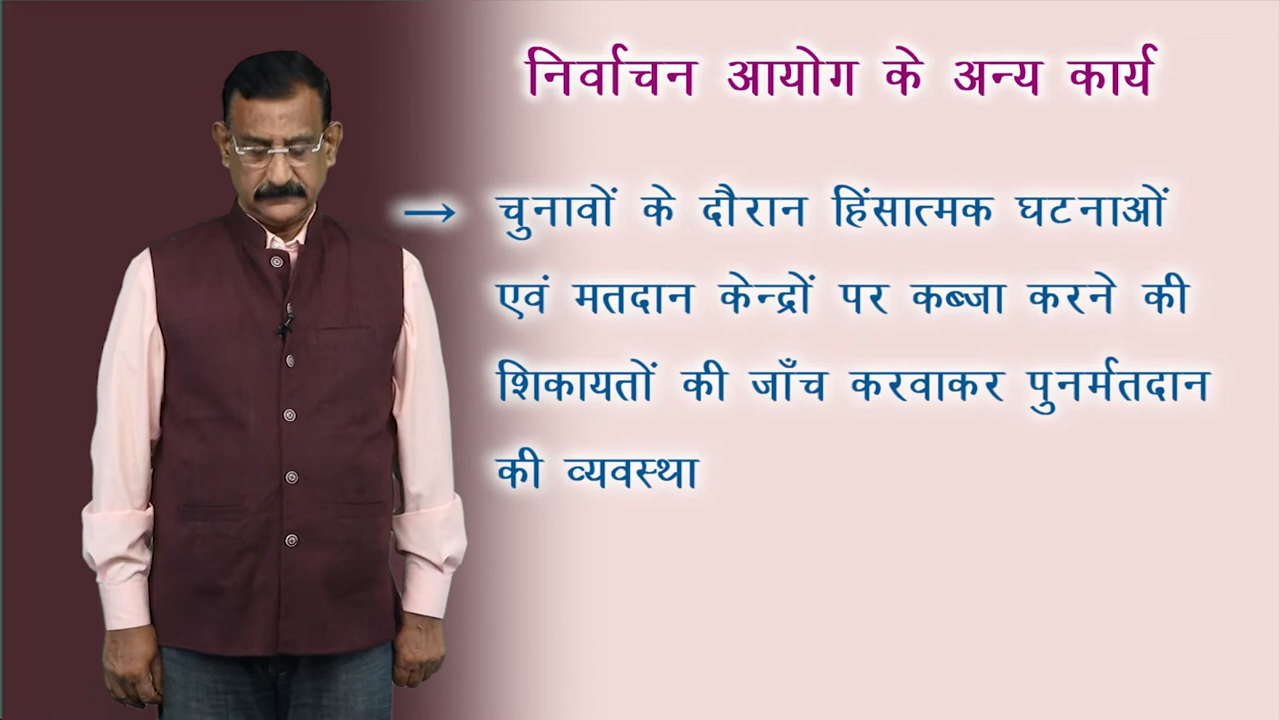 निर्वाचन आयोग के अन्य कार्य
→ चुनावों के दौरान हिंसात्मक घटनाओं
एवं मतदान केन्द्रों पर कब्जा करने की
शिकायतों की जाँच करवाकर पुनर्मतदान
की व्यवस्था